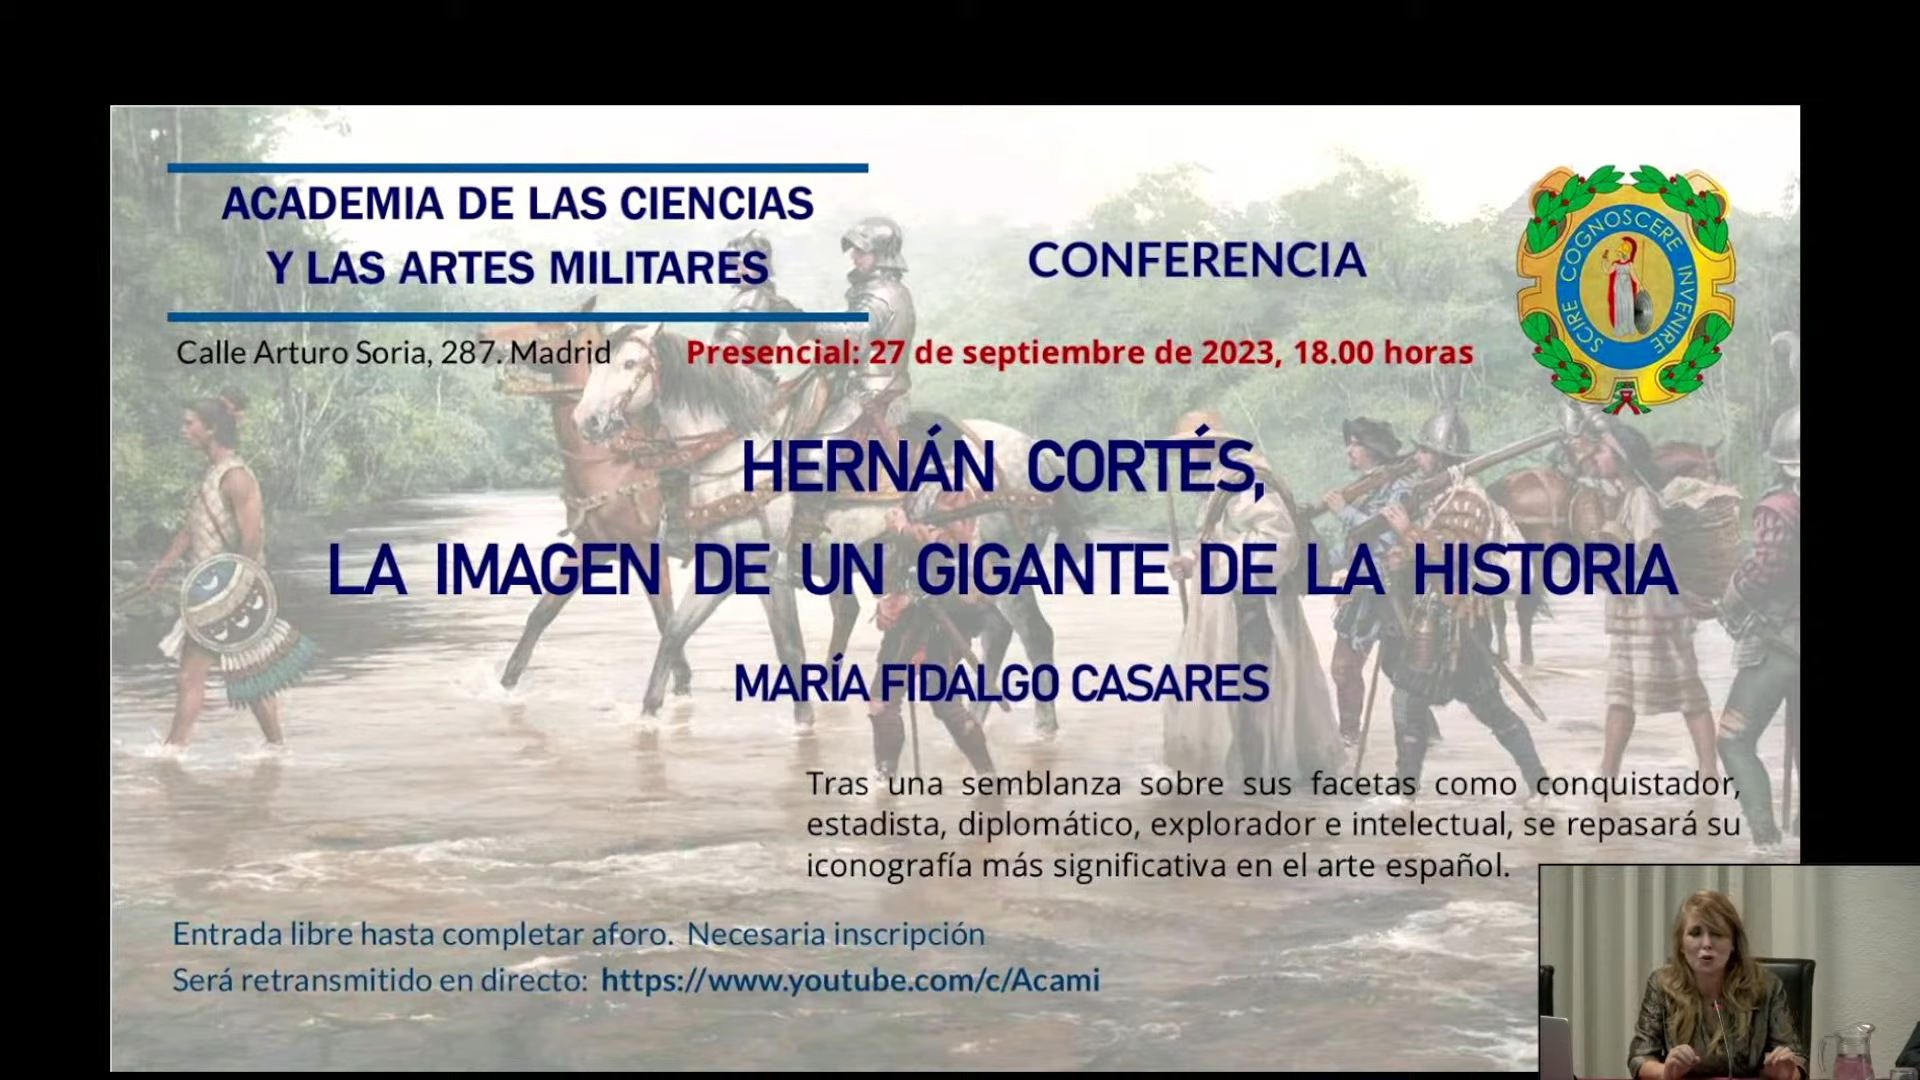 ACADEMIA DE LAS CIENCIAS
Y LAS ARTES MILITARES
CONFERENCIA
SCIRE COGNOSCERE INVENIRE
Calle Arturo Soria, 287. Madrid
Presencial: 27 de septiembre de 2023, 18.00 horas
HERNÁN CORTÉS,
LA IMAGEN DE UN GIGANTE DE LA HISTORIA
MARÍA FIDALGO CASARES
Tras una semblanza sobre sus facetas como conquistador,
estadista, diplomático, explorador e intelectual, se repasará su
iconografía más significativa en el arte español.
Entrada libre hasta completar aforo. Necesaria inscripción
Será retransmitido en directo: https://www.youtube.com/c/Acami